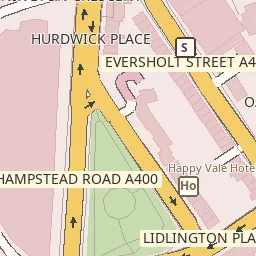 HURDWICK PLACE
S
EVERSHOLT STREET A4
Happy Vale Hote
Ho
HAMPSTEAD ROAD A400
LIDLINGTON PLA